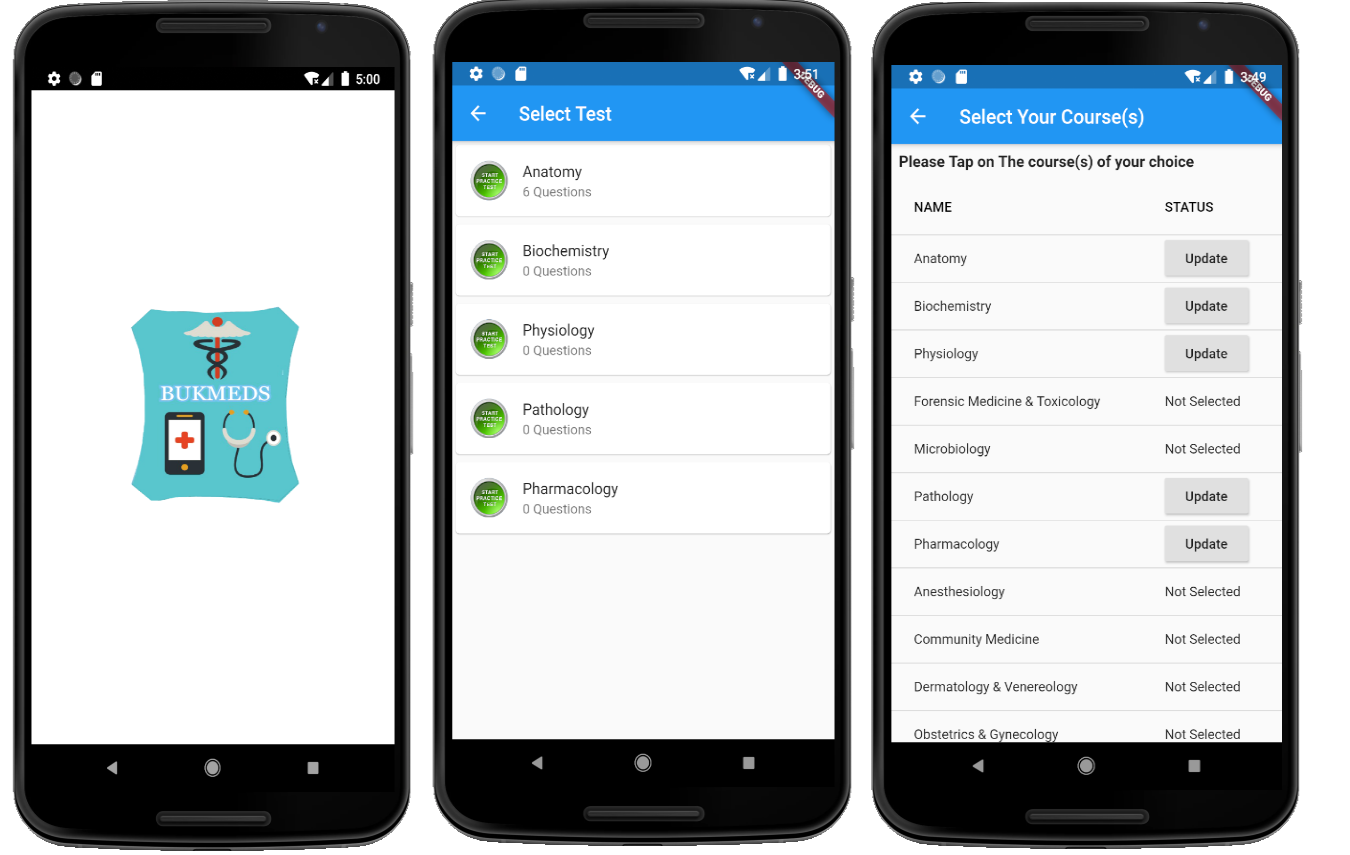 5:00
BUKMEDS
3:51
DEBUG
Select Test
START
PRACTICE
TEST
Anatomy
6 Questions
START
PRACTICE
TEST
Biochemistry
0 Questions
START
PRACTICE
TEST
Physiology
0 Questions
START
PRACTICE
TEST
Pathology
0 Questions
START
PRACTICE
TEST
Pharmacology
0 Questions
3:49
DEBUG
Select Your Course(s)
Please Tap on The course(s) of your choice
NAME STATUS
Anatomy Update
Biochemistry Update
Physiology Update
Forensic Medicine & Toxicology Not Selected
Microbiology Not Selected
Pathology Update
Pharmacology Update
Anesthesiology Not Selected
Community Medicine Not Selected
Dermatology & Venereology Not Selected
Obstetrics & Gynecology Not Selected